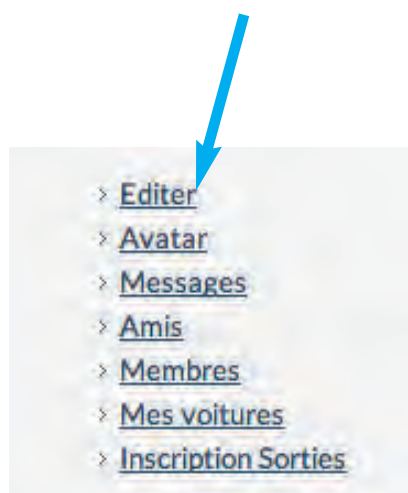 > Editer
> Avatar
> Messages
> Amis
> Membres
> Mes voitures
> Inscription Sorties